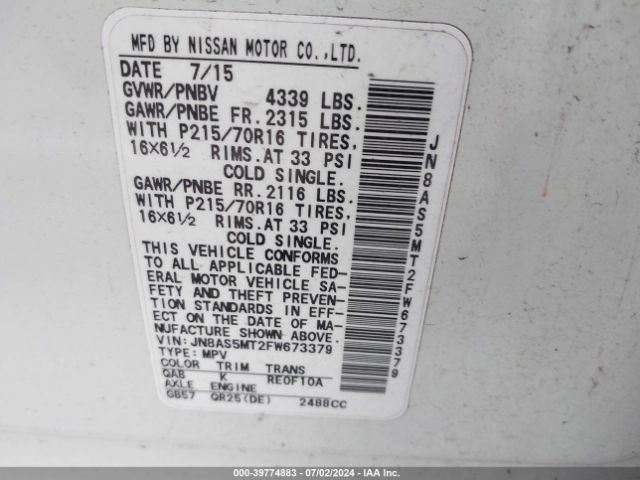 MFD BY NISSAN MOTOR CO.,LTD.
DATE 7/15
GVWR/PNBV 4339 LBS.
GAWR/PNBE FR.2315 LBS.
WITH P215/70R16 TIRES,
16X6½ RIMS.AT 33 PSI
COLD SINGLE.
GAWR/PNBE RR.2116 LBS.
WITH P215/70R16 TIRES,
16X6½ RIMS.AT 33 PSI
COLD SINGLE.
THIS VEHICLE CONFORMS
TO ALL APPLICABLE FED-
ERAL MOTOR VEHICLE SA-
FETY AND THEFT PREVEN-
TION STANDARDS IN EFF-
ECT ON THE DATE OF MA-
NUFACTURE SHOWN ABOVE.
VIN:JN8AS5MT2FW673379
TYPE:MPV
COLOR TRIM TRANS
QAB K RE0F10A
AXLE ENGINE
GB57 QR25(DE) 2488CC
JN8AS5MT2FW673379
000-39774883 - 07/02/2024 - IAA Inc.